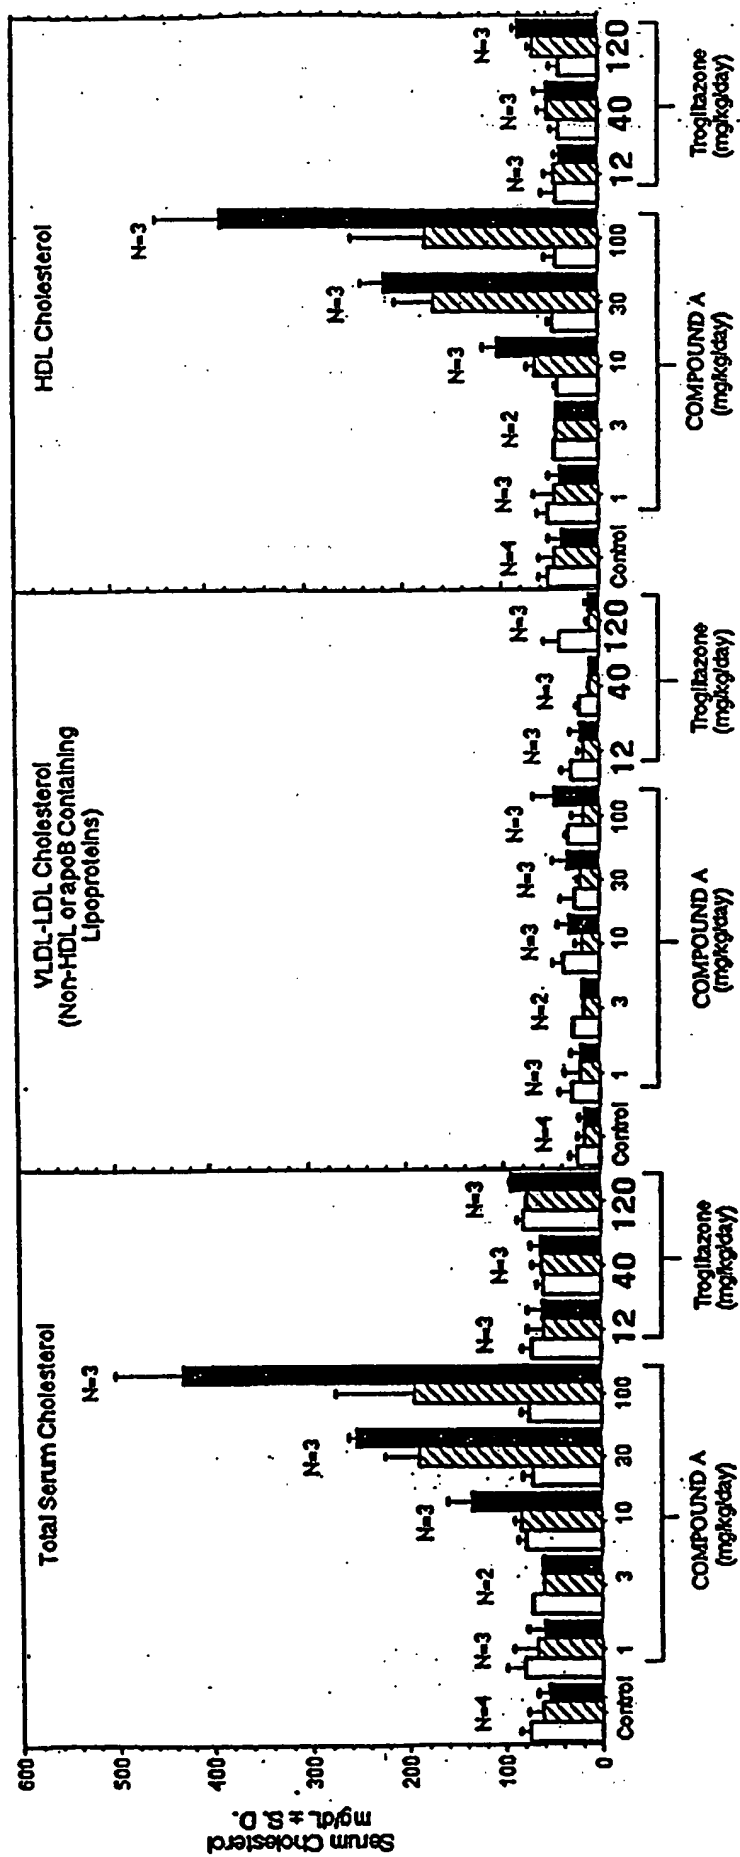 Serum Cholesterol
mg/dL ± S. D.
600
500
400
300
200
100
0
Total Serum Cholesterol
N=4
N=3
N=2
N=3
N=3
N=3
N=3
N=3
N=3
Control
1
3
10
30
100
12
40
120
COMPOUND A
(mg/kg/day)
Troglitazone
(mg/kg/day)
VLDL-LDL Cholesterol
(Non-HDL or apoB Containing
Lipoproteins)
N=4
N=3
N=2
N=3
N=3
N=3
N=3
N=3
N=3
Control
1
3
10
30
100
12
40
120
COMPOUND A
(mg/kg/day)
Troglitazone
(mg/kg/day)
HDL Cholesterol
N=4
N=3
N=2
N=3
N=3
N=3
N=3
N=3
N=3
Control
1
3
10
30
100
12
40
120
COMPOUND A
(mg/kg/day)
Troglitazone
(mg/kg/day)